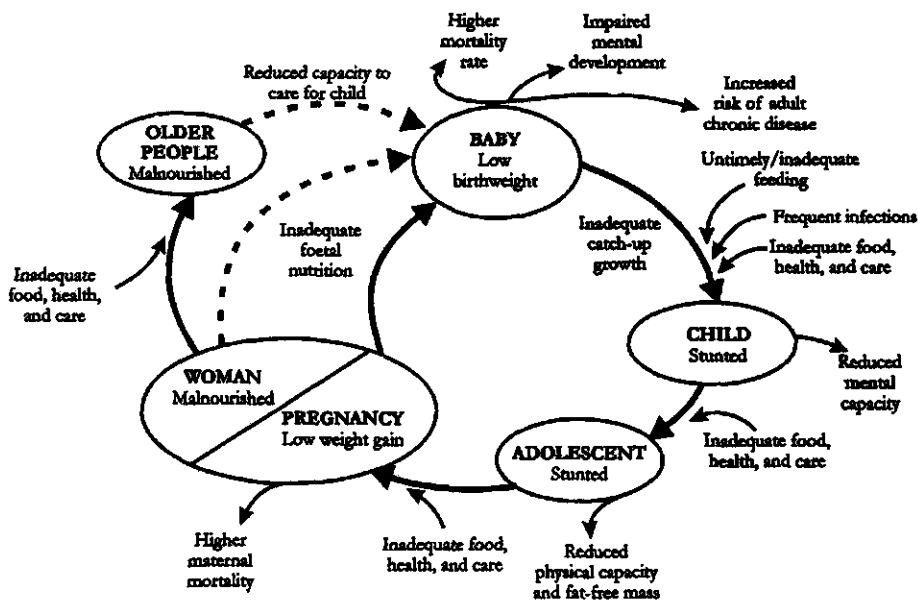 Higher
mortality
rate
Impaired
mental
development
Reduced capacity to
care for child
Increased
risk of adult
chronic disease
OLDER
PEOPLE
Malnourished
BABY
Low
birthweight
Untimely/inadequate
feeding
Frequent infections
Inadequate
foetal
nutrition
Inadequate
catch-up
growth
Inadequate food,
health, and care
Inadequate
food, health,
and care
CHILD
Stunted
WOMAN
Malnourished
Reduced
mental
capacity
PREGNANCY
Low weight gain
ADOLESCENT
Stunted
Inadequate food,
health, and care
Higher
maternal
mortality
Inadequate food,
health, and care
Reduced
physical capacity
and fat-free mass